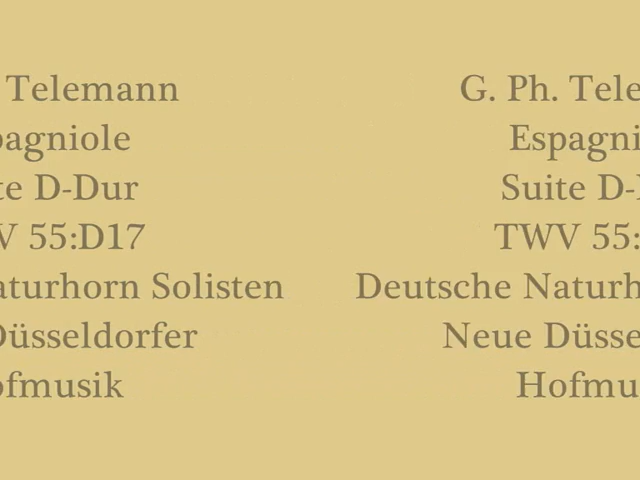 Telemann
pagniole
te D-Dur
V 55:D17
aturhorn Solisten
Düsseldorfer
ofmusik
G. Ph. Tele
Espagni
Suite D-
TWV 55:
Deutsche Naturh
Neue Düsse
Hofmu